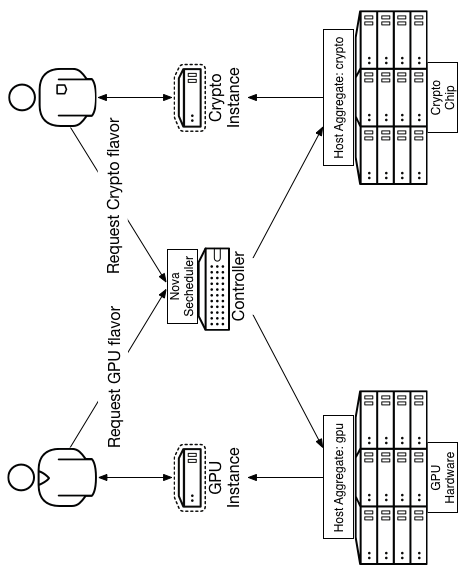 Request GPU flavor
Request Crypto flavor
GPU
Instance
Nova
Secheduler
Controller
Crypto
Instance
Host Aggregate: gpu
Host Aggregate: crypto
GPU
Hardware
Crypto
Chip